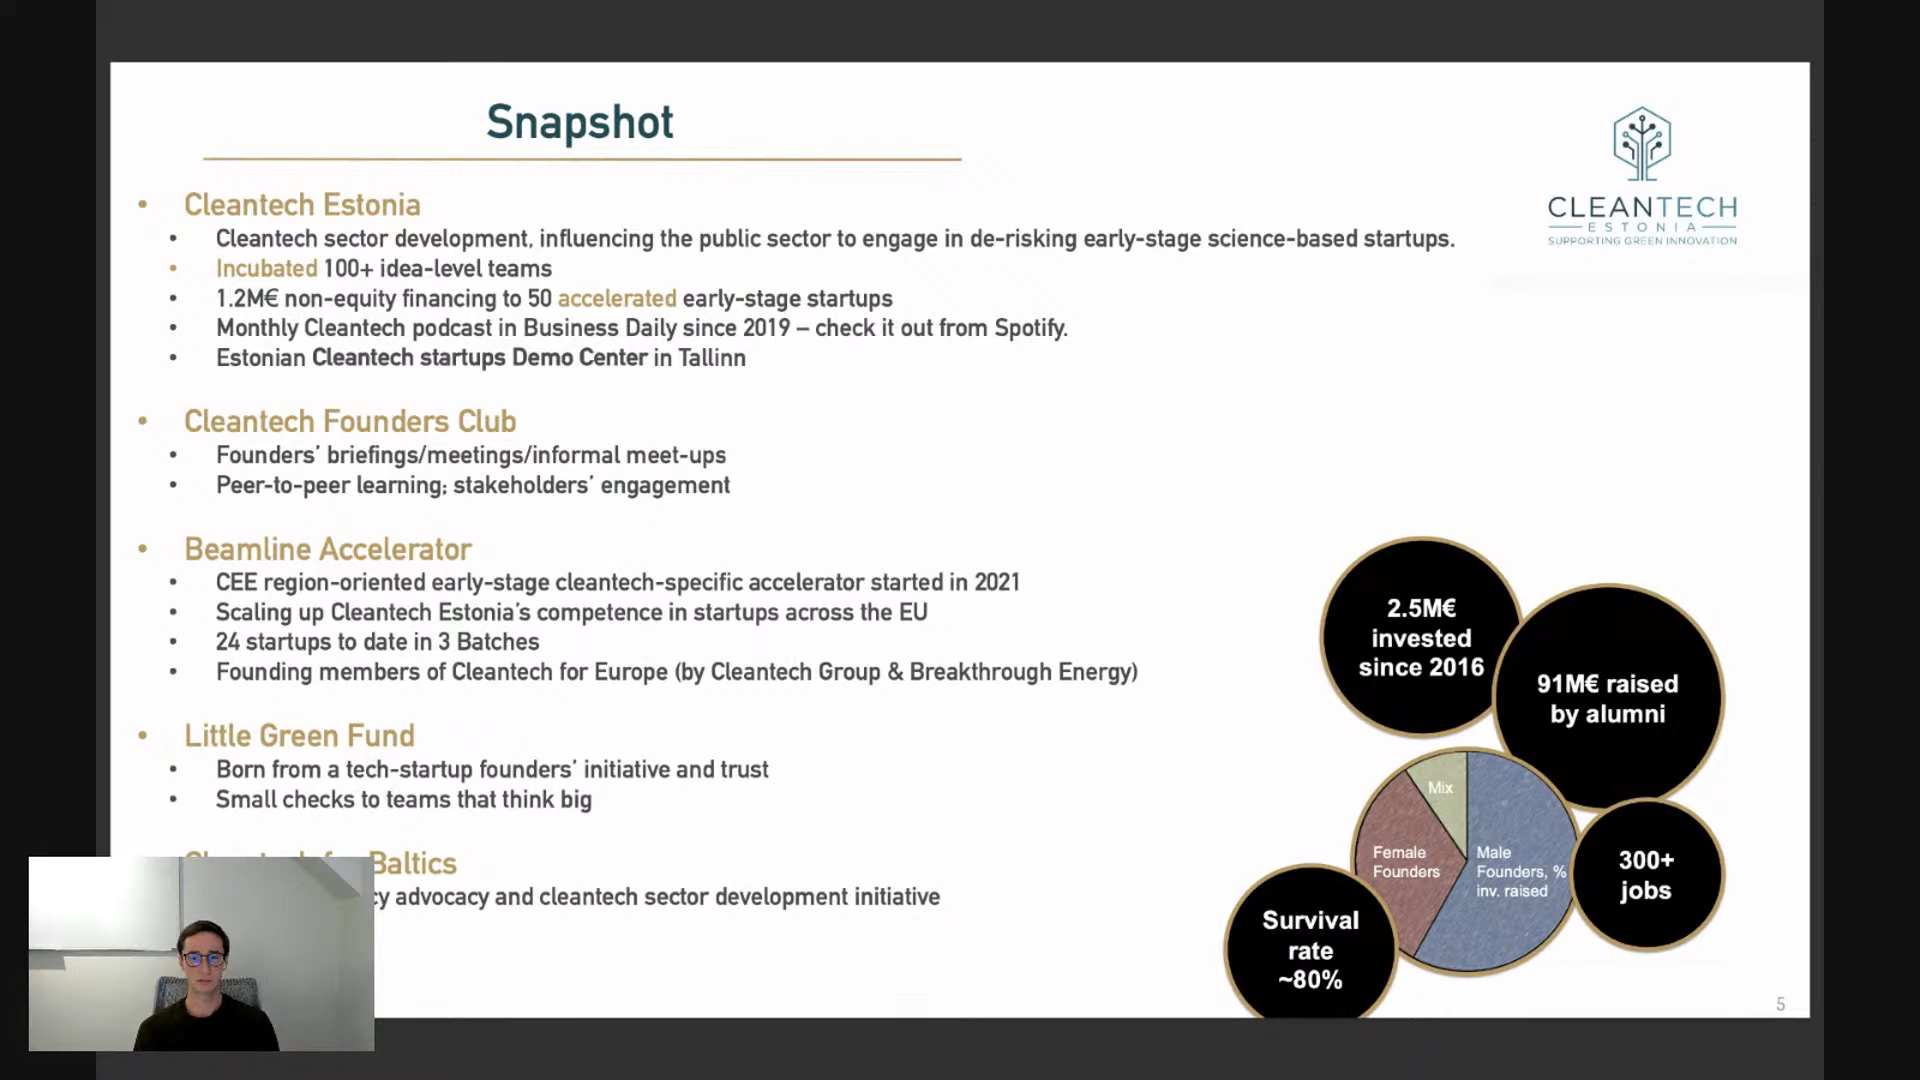 Snapshot
CLEANTECH
ESTONIA
SUPPORTING GREEN INNOVATION
• Cleantech Estonia
• Cleantech sector development, influencing the public sector to engage in de-risking early-stage science-based startups.
• Incubated 100+ idea-level teams
• 1.2M€ non-equity financing to 50 accelerated early-stage startups
• Monthly Cleantech podcast in Business Daily since 2019 – check it out from Spotify.
• Estonian Cleantech startups Demo Center in Tallinn
• Cleantech Founders Club
• Founders’ briefings/meetings/informal meet-ups
• Peer-to-peer learning; stakeholders’ engagement
• Beamline Accelerator
• CEE region-oriented early-stage cleantech-specific accelerator started in 2021
• Scaling up Cleantech Estonia’s competence in startups across the EU
• 24 startups to date in 3 Batches
• Founding members of Cleantech for Europe (by Cleantech Group & Breakthrough Energy)
• Little Green Fund
• Born from a tech-startup founders’ initiative and trust
• Small checks to teams that think big
Baltics
advocacy and cleantech sector development initiative
2.5M€
invested
since 2016
91M€ raised
by alumni
Mix
Female
Founders
Male
Founders, %
inv. raised
300+
jobs
Survival
rate
~80%
5